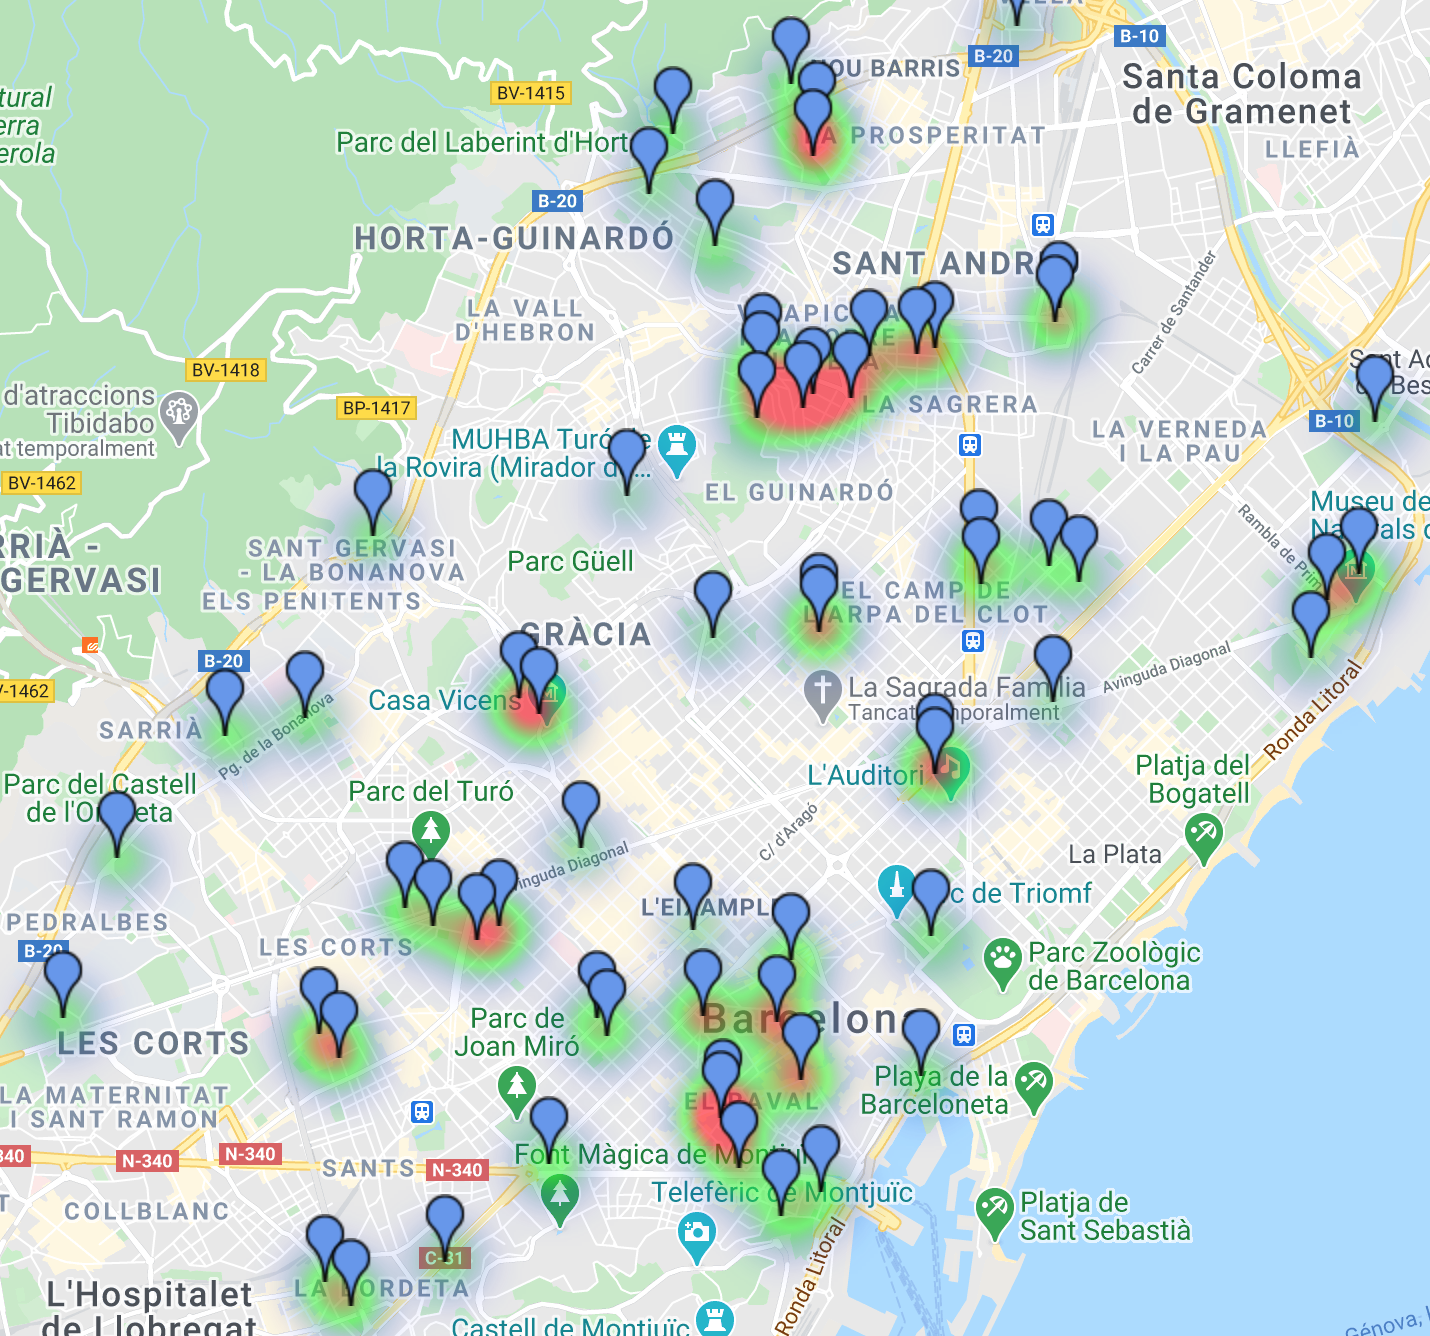 B-10
B-20
NOU BARRIS
Santa Coloma
de Gramenet
tural
erra
erola
BV-1415
Parc del Laberint d'Hort
LA PROSPERITAT
LLEFIÀ
B-20
HORTA-GUINARDÓ
SANT ANDR
Carrer de Santander
LA VALL
D'HEBRON
BV-1418
BP-1417
d'atraccions
Tibidabo
at temporalment
LA SAGRERA
LA VERNEDA
I LA PAU
Sant Ad
de Bes
B-10
MUHBA Turó de
la Rovira (Mirador d
BV-1462
EL GUINARDÓ
Museu de
Naturals d
Rambla de Prim
RRIÀ -
GERVASI
SANT GERVASI
- LA BONANOVA
ELS PENITENTS
Parc Güell
EL CAMP DE
L'ARPA DEL CLOT
GRÀCIA
B-20
V-1462
Avinguda Diagonal
Casa Vicens
La Sagrada Família
Tancat temporalment
SARRIÀ
Pg. de la Bonanova
Ronda Litoral
L'Auditori
Platja del
Bogatell
Parc del Castell
de l'Oreneta
Parc del Turó
C/ d'Aragó
La Plata
inguda Diagonal
L'EIXAMPL
c de Triomf
PEDRALBES
B-20
LES CORTS
Parc Zoològic
de Barcelona
Barcelona
LES CORTS
Parc de
Joan Miró
Playa de la
Barceloneta
LA MATERNITAT
I SANT RAMON
EL RAVAL
340
N-340
N-340
SANTS
N-340
Font Màgica de Montjuï
Telefèric de Montjuïc
COLLBLANC
Platja de
Sant Sebastià
C-31
LA BORDETA
Ronda Litoral
L'Hospitalet
de Llobregat
Castell de Montjuïc
Génova,